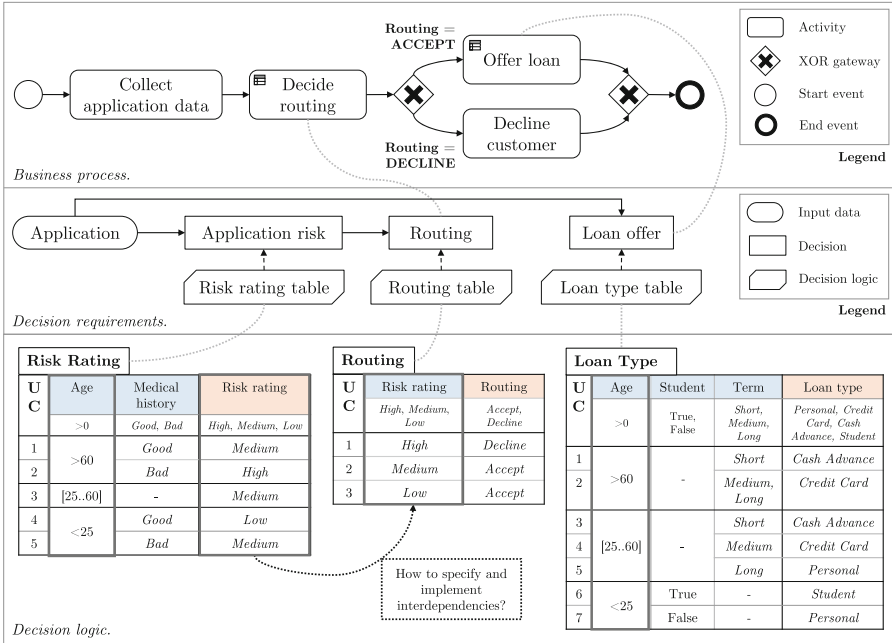 Routing =
ACCEPT
Collect
application data
Decide
routing
Offer loan
Decline
customer
Routing =
DECLINE
Business process.
Activity
XOR gateway
Start event
End event
Legend
Application
Application risk
Routing
Loan offer
Risk rating table
Routing table
Loan type table
Decision requirements.
Input data
Decision
Decision logic
Legend
Risk Rating
U
C
Age
Medical
history
Risk rating
>0
Good, Bad
High, Medium, Low
1
>60
Good
Medium
2
Bad
High
3
[25..60]
-
Medium
4
<25
Good
Low
5
Bad
Medium
Routing
U
C
Risk rating
Routing
High, Medium,
Low
Accept,
Decline
1
High
Decline
2
Medium
Accept
3
Low
Accept
How to specify and
implement
interdependencies?
Loan Type
U
C
Age
Student
Term
Loan type
>0
True,
False
Short,
Medium,
Long
Personal, Credit
Card, Cash
Advance, Student
1
>60
-
Short
Cash Advance
2
Medium,
Long
Credit Card
3
[25..60]
-
Short
Cash Advance
4
Medium
Credit Card
5
Long
Personal
6
<25
True
-
Student
7
False
-
Personal
Decision logic.